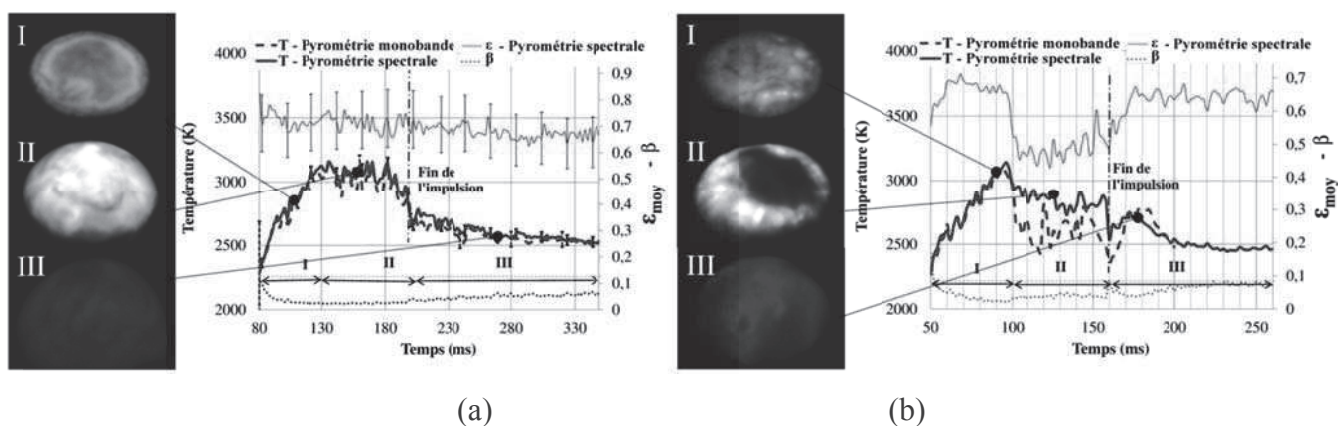 I
II
III
T - Pyrométrie monobande
ε - Pyrométrie spectrale
T - Pyrométrie spectrale
β
4000
3500
3000
2500
2000
Température (K)
0,9
0,8
0,7
0,6
0,5
0,4
0,3
0,2
0,1
0
εmoy - β
Fin de
l'impulsion
I
II
III
80
130
180
230
280
330
Temps (ms)
(a)
I
II
III
T - Pyrométrie monobande
ε - Pyrométrie spectrale
T - Pyrométrie spectrale
β
4000
3500
3000
2500
2000
Température (K)
0,7
0,6
0,5
0,4
0,3
0,2
0,1
0
εmoy - β
Fin de
l'impulsion
I
II
III
50
100
150
200
250
Temps (ms)
(b)